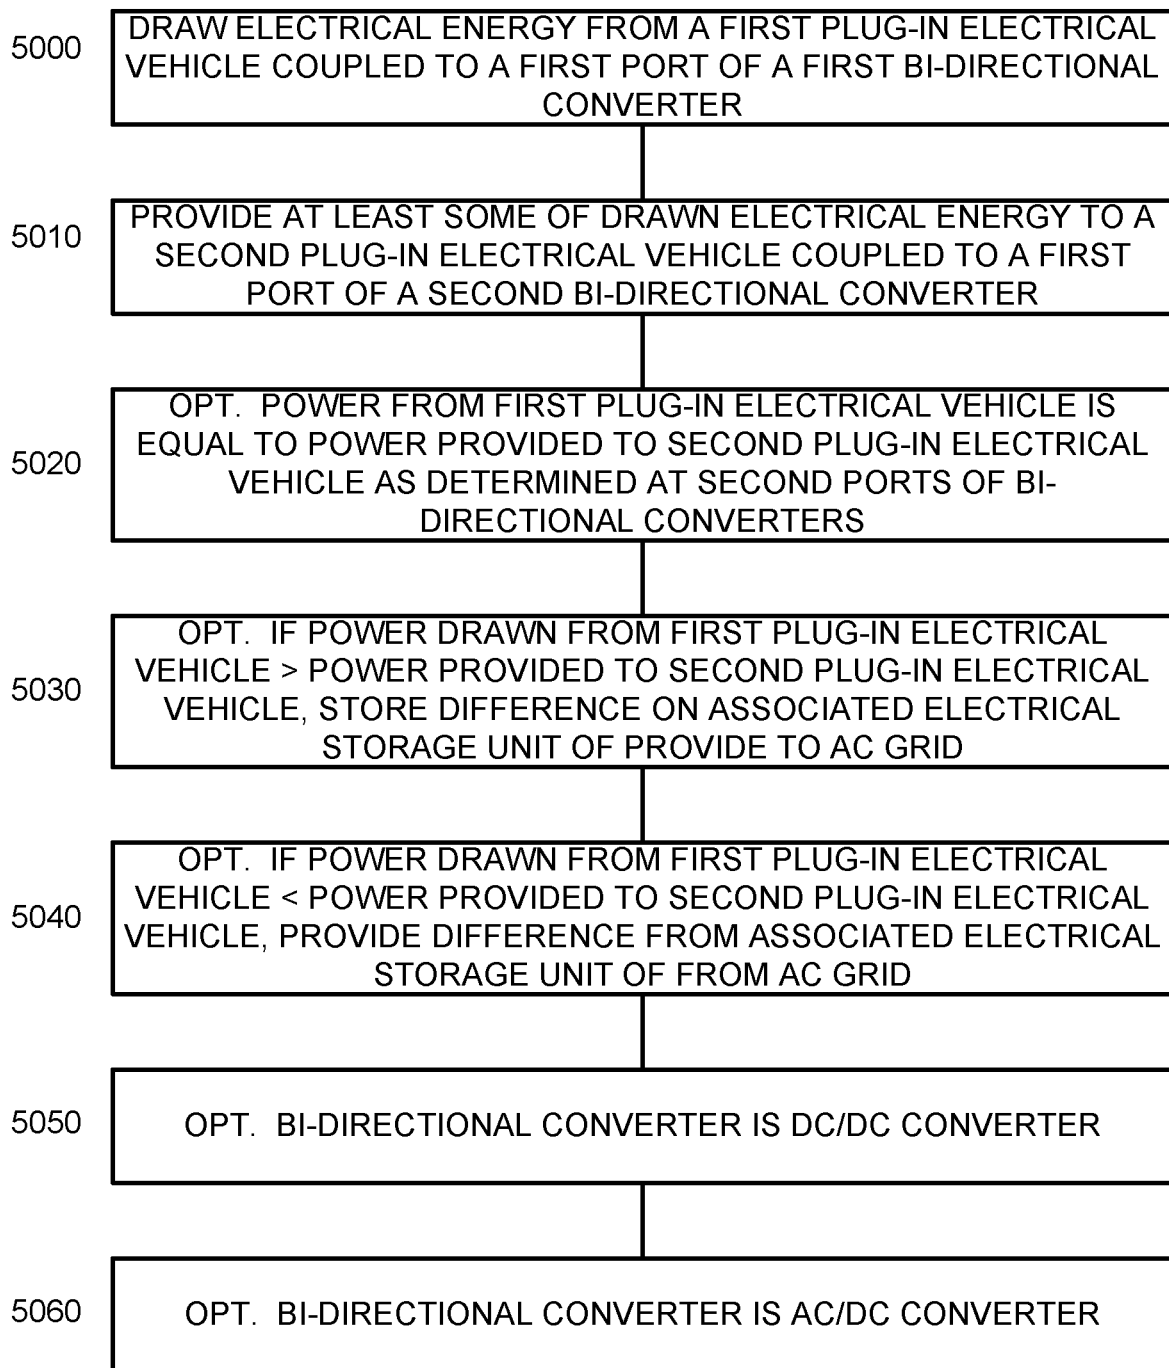 5000
DRAW ELECTRICAL ENERGY FROM A FIRST PLUG-IN ELECTRICAL
VEHICLE COUPLED TO A FIRST PORT OF A FIRST BI-DIRECTIONAL
CONVERTER
5010
PROVIDE AT LEAST SOME OF DRAWN ELECTRICAL ENERGY TO A
SECOND PLUG-IN ELECTRICAL VEHICLE COUPLED TO A FIRST
PORT OF A SECOND BI-DIRECTIONAL CONVERTER
5020
OPT. POWER FROM FIRST PLUG-IN ELECTRICAL VEHICLE IS
EQUAL TO POWER PROVIDED TO SECOND PLUG-IN ELECTRICAL
VEHICLE AS DETERMINED AT SECOND PORTS OF BI-
DIRECTIONAL CONVERTERS
5030
OPT. IF POWER DRAWN FROM FIRST PLUG-IN ELECTRICAL
VEHICLE > POWER PROVIDED TO SECOND PLUG-IN ELECTRICAL
VEHICLE, STORE DIFFERENCE ON ASSOCIATED ELECTRICAL
STORAGE UNIT OF PROVIDE TO AC GRID
5040
OPT. IF POWER DRAWN FROM FIRST PLUG-IN ELECTRICAL
VEHICLE < POWER PROVIDED TO SECOND PLUG-IN ELECTRICAL
VEHICLE, PROVIDE DIFFERENCE FROM ASSOCIATED ELECTRICAL
STORAGE UNIT OF FROM AC GRID
5050
OPT. BI-DIRECTIONAL CONVERTER IS DC/DC CONVERTER
5060
OPT. BI-DIRECTIONAL CONVERTER IS AC/DC CONVERTER